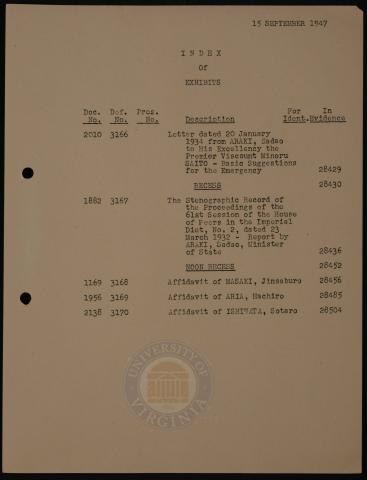 15 SEPTEMBER 1947
I N D E X
Of
EXHIBITS
Doc. Def. Pros. For In
No. No. No. Description Ident. Evidence
2010 3166 Letter dated 20 January
1934 from ARAKI, Sadao
to His Excellency the
Premier Viscount Minoru
SAITO - Basic Suggestions
for the Emergency 28429
RECESS 28430
1882 3167 The Stenographic Record of
the Proceedings of the
61st Session of the House
of Peers in the Imperial
Diet, No. 2, dated 23
March 1932 - Report by
ARAKI, Sadao, Minister
of State 28436
NOON RECESS 28452
1169 3168 Affidavit of MASAKI, Jinsaburo 28456
1956 3169 Affidavit of ARIA, Hachiro 28485
2138 3170 Affidavit of ISHIWATA, Sotaro 28504
UNIVERSITY OF
VIRGINIA